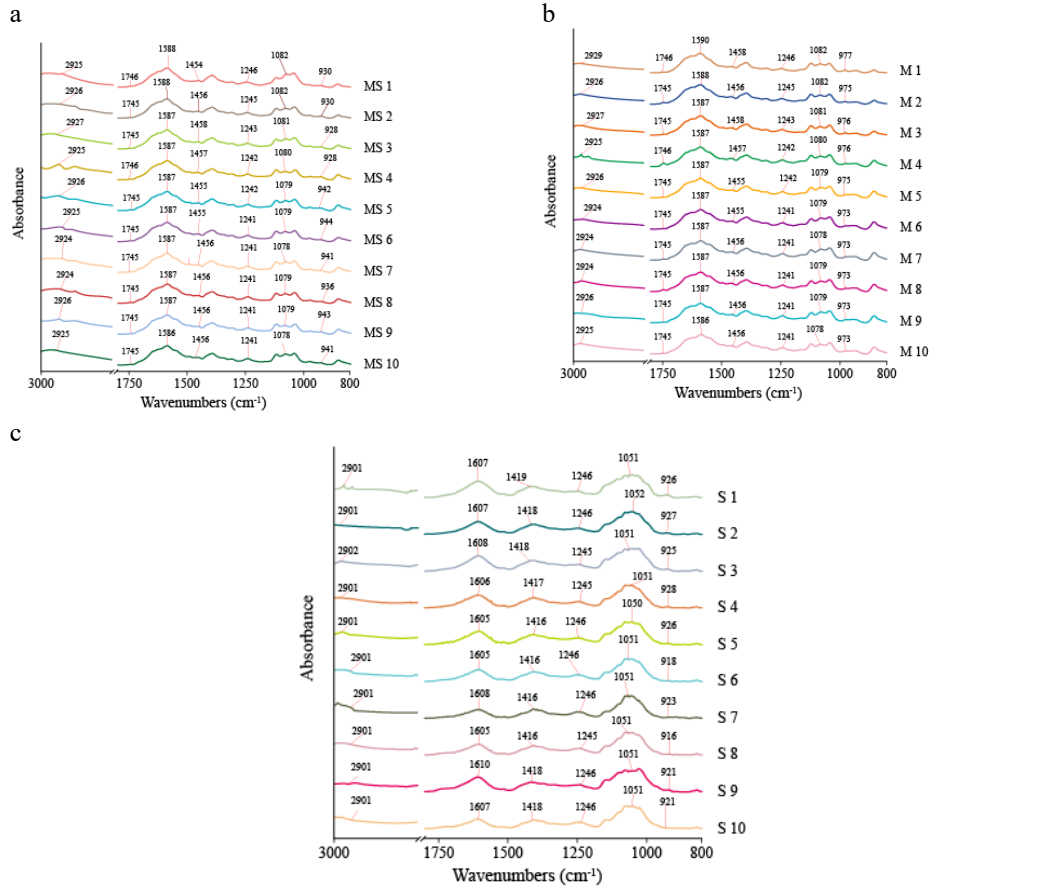 a
2925 1746 1588 1454 1246 1082 930 MS 1
2926 1745 1588 1456 1245 1082 930 MS 2
2927 1745 1587 1458 1243 1081 928 MS 3
2925 1746 1587 1457 1242 1080 928 MS 4
2926 1745 1587 1455 1242 1079 942 MS 5
2925 1745 1587 1455 1241 1079 944 MS 6
2924 1745 1587 1456 1241 1078 941 MS 7
2924 1745 1587 1456 1241 1079 936 MS 8
2926 1745 1587 1456 1241 1079 943 MS 9
2925 1745 1586 1456 1241 1078 941 MS 10
Absorbance
3000 1750 1500 1250 1000 800
Wavenumbers (cm⁻¹)
b
2929 1746 1590 1458 1246 1082 977 M 1
2926 1745 1588 1456 1245 1082 975 M 2
2927 1745 1587 1458 1243 1081 976 M 3
2925 1746 1587 1457 1242 1080 976 M 4
2926 1745 1587 1455 1242 1079 975 M 5
2924 1745 1587 1455 1241 1079 973 M 6
2924 1745 1587 1456 1241 1078 973 M 7
2924 1745 1587 1456 1241 1079 973 M 8
2926 1745 1587 1456 1241 1079 973 M 9
2925 1745 1586 1456 1241 1078 973 M 10
Absorbance
3000 1750 1500 1250 1000 800
Wavenumbers (cm⁻¹)
c
2901 1607 1419 1246 1051 926 S 1
2901 1607 1418 1246 1052 927 S 2
2902 1608 1418 1245 1051 925 S 3
2901 1606 1417 1245 1051 928 S 4
2901 1605 1416 1246 1050 926 S 5
2901 1605 1416 1246 1051 918 S 6
2901 1608 1416 1246 1051 923 S 7
2901 1605 1416 1245 1051 916 S 8
2901 1610 1418 1246 1051 921 S 9
2901 1607 1418 1246 1051 921 S 10
Absorbance
3000 1750 1500 1250 1000 800
Wavenumbers (cm⁻¹)